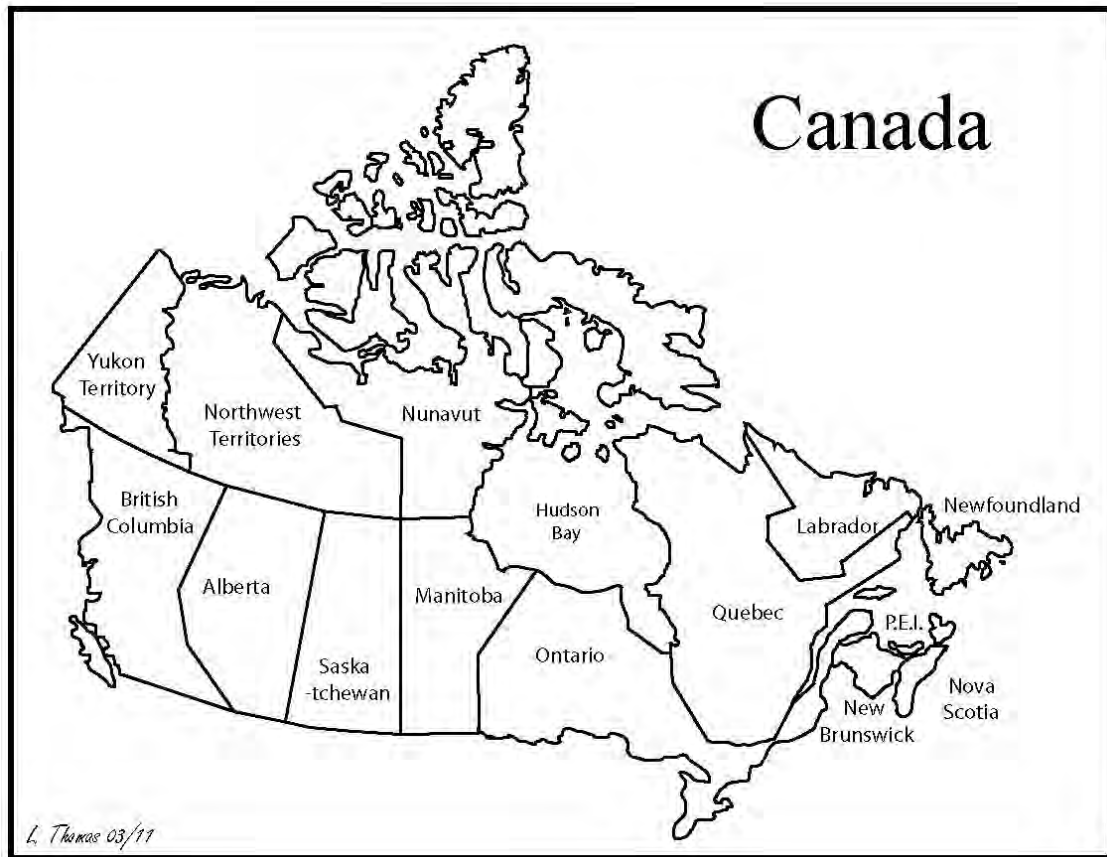 Canada
Yukon
Territory
Northwest
Territories
Nunavut
British
Columbia
Hudson
Bay
Labrador
Newfoundland
Alberta
Manitoba
Quebec
P.E.I.
Ontario
Saska
-tchewan
Nova
Scotia
New
Brunswick
L. Thomas 03/11